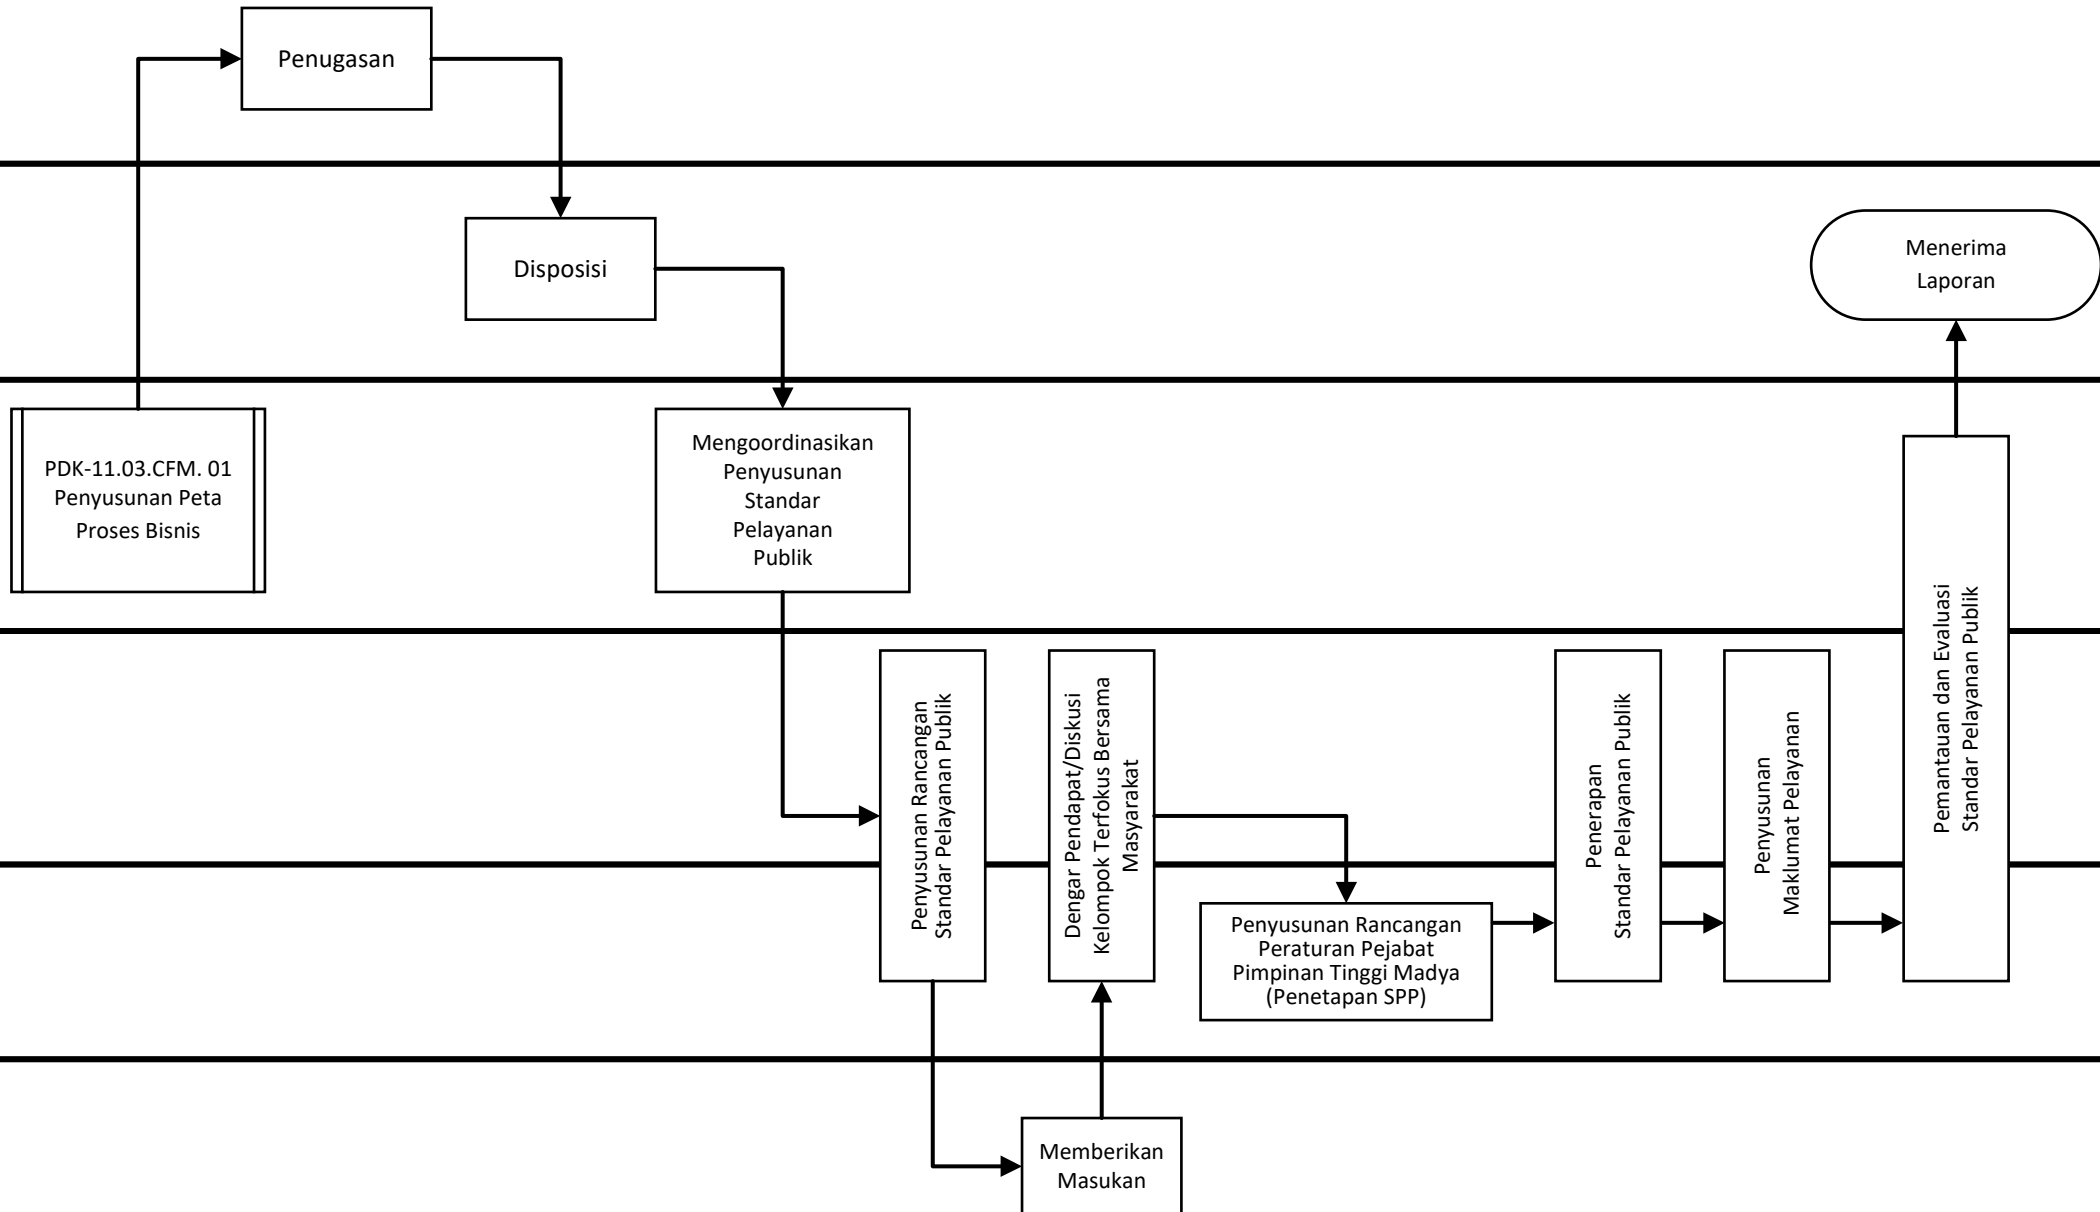 Penugasan
Disposisi
Menerima
Laporan
PDK-11.03.CFM. 01
Penyusunan Peta
Proses Bisnis
Mengoordinasikan
Penyusunan
Standar
Pelayanan
Publik
Penyusunan Rancangan
Standar Pelayanan Publik
Dengar Pendapat/Diskusi
Kelompok Terfokus Bersama
Masyarakat
Penyusunan Rancangan
Peraturan Pejabat
Pimpinan Tinggi Madya
(Penetapan SPP)
Penerapan
Standar Pelayanan Publik
Penyusunan
Maklumat Pelayanan
Pemantauan dan Evaluasi
Standar Pelayanan Publik
Memberikan
Masukan